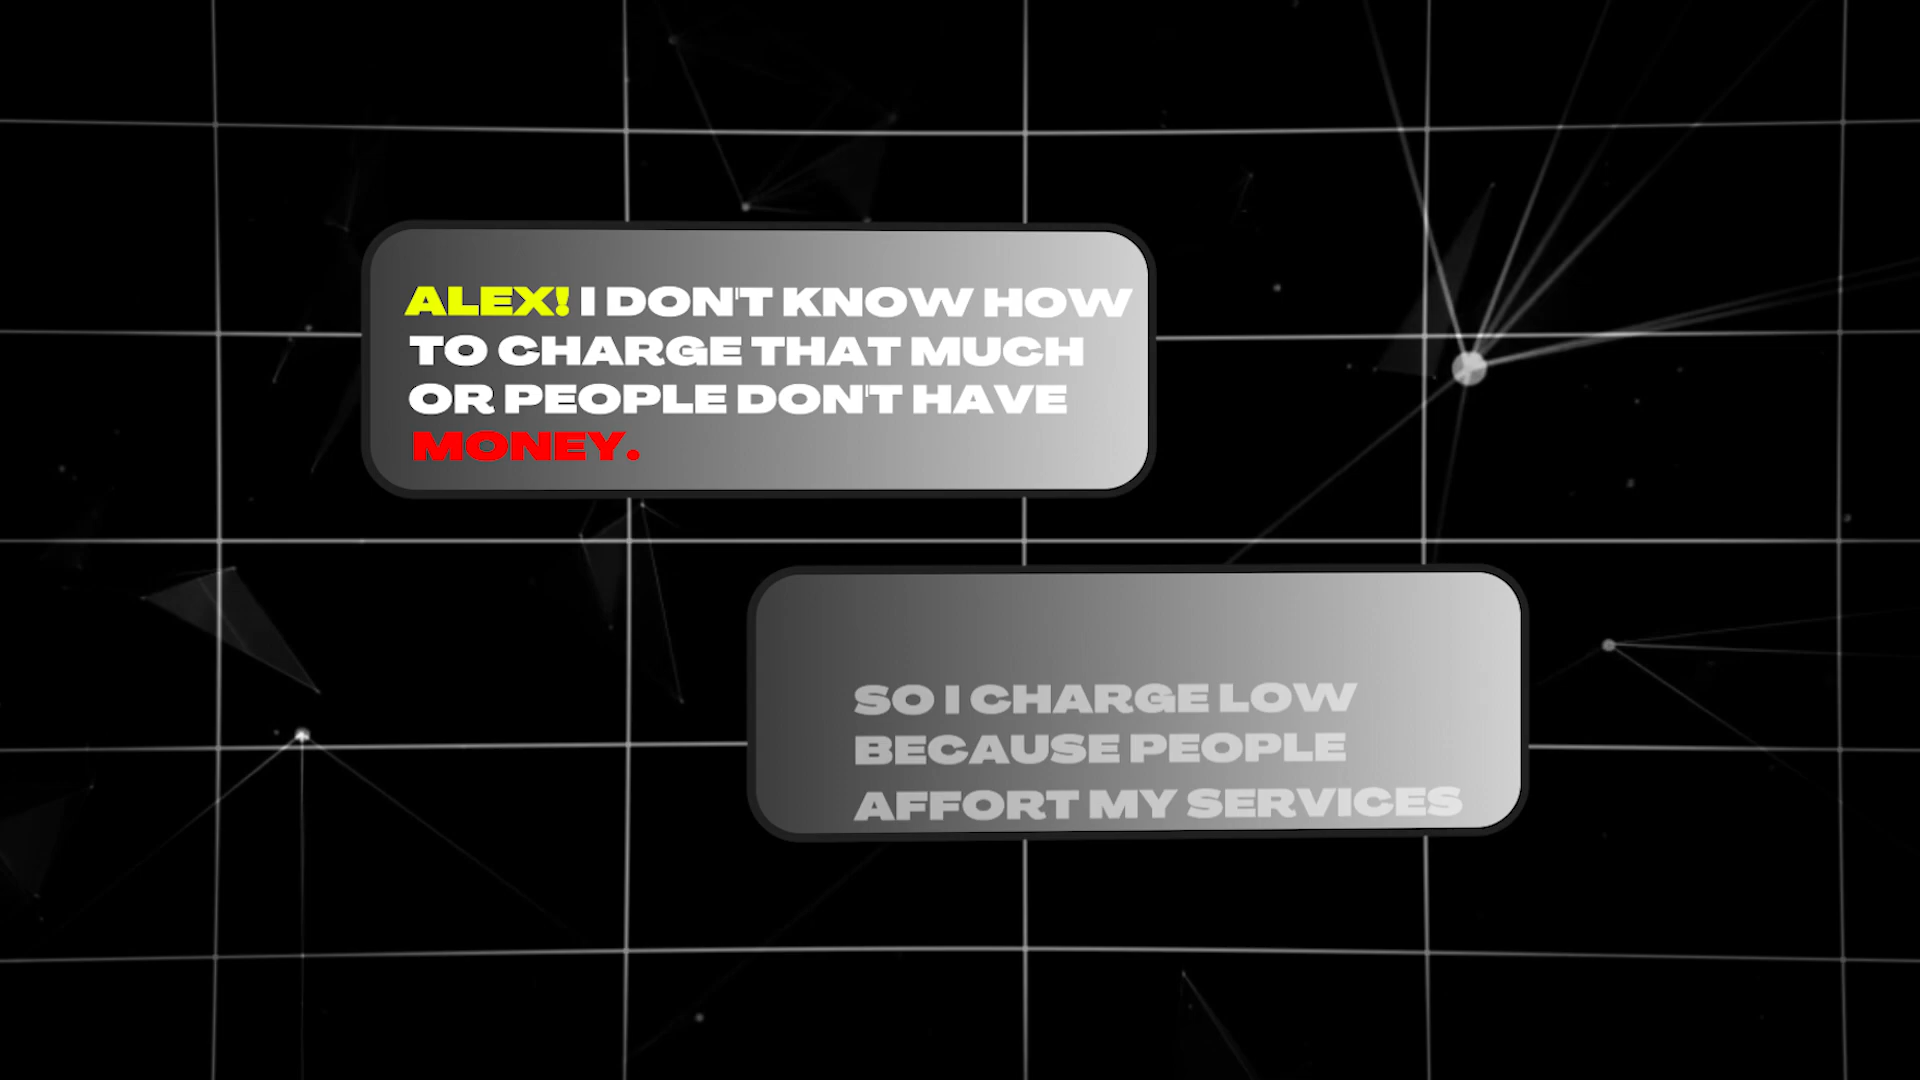 ALEX! I DON'T KNOW HOW
TO CHARGE THAT MUCH
OR PEOPLE DON'T HAVE
MONEY.
SO I CHARGE LOW
BECAUSE PEOPLE
AFFORT MY SERVICES